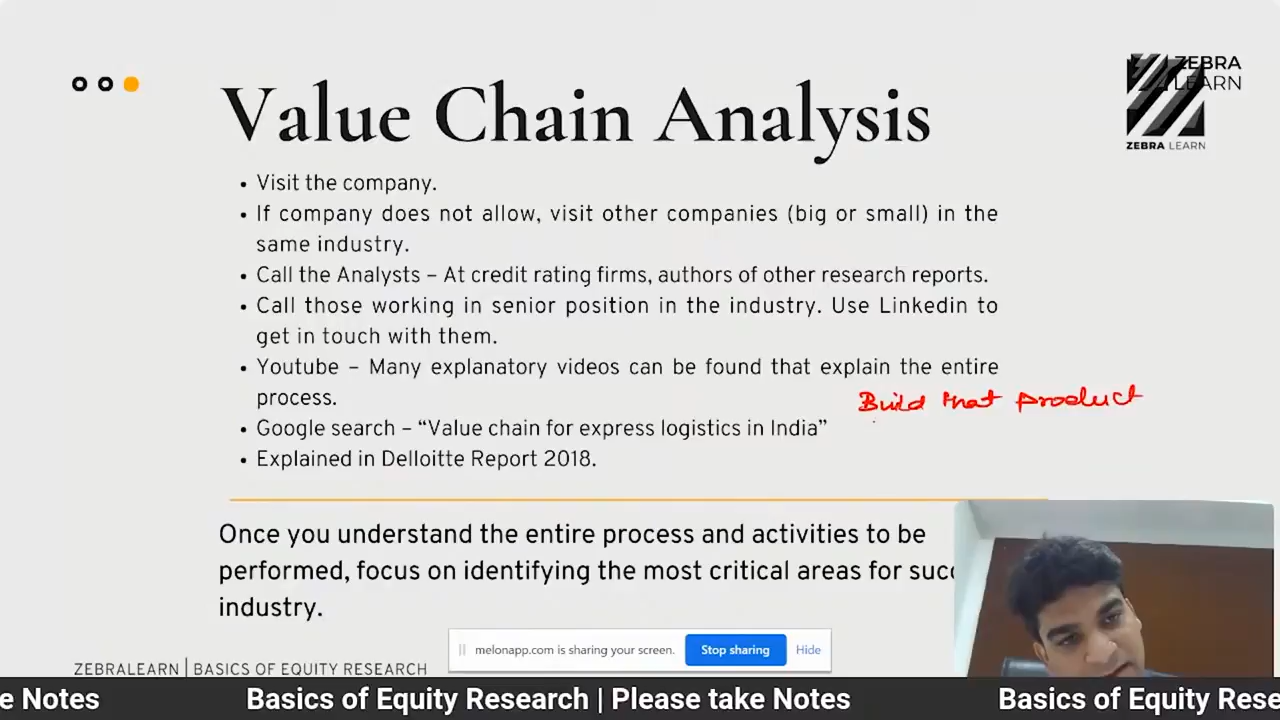 ZEBRA
LEARN
ZEBRA LEARN
Value Chain Analysis
• Visit the company.
• If company does not allow, visit other companies (big or small) in the
same industry.
• Call the Analysts – At credit rating firms, authors of other research reports.
• Call those working in senior position in the industry. Use Linkedin to
get in touch with them.
• Youtube – Many explanatory videos can be found that explain the entire
process.
Build that product
• Google search – “Value chain for express logistics in India”
• Explained in Delloitte Report 2018.
Once you understand the entire process and activities to be
performed, focus on identifying the most critical areas for succ
industry.
melonapp.com is sharing your screen.
Stop sharing
Hide
ZEBRALEARN | BASICS OF EQUITY RESEARCH
e Notes Basics of Equity Research | Please take Notes Basics of Equity Rese